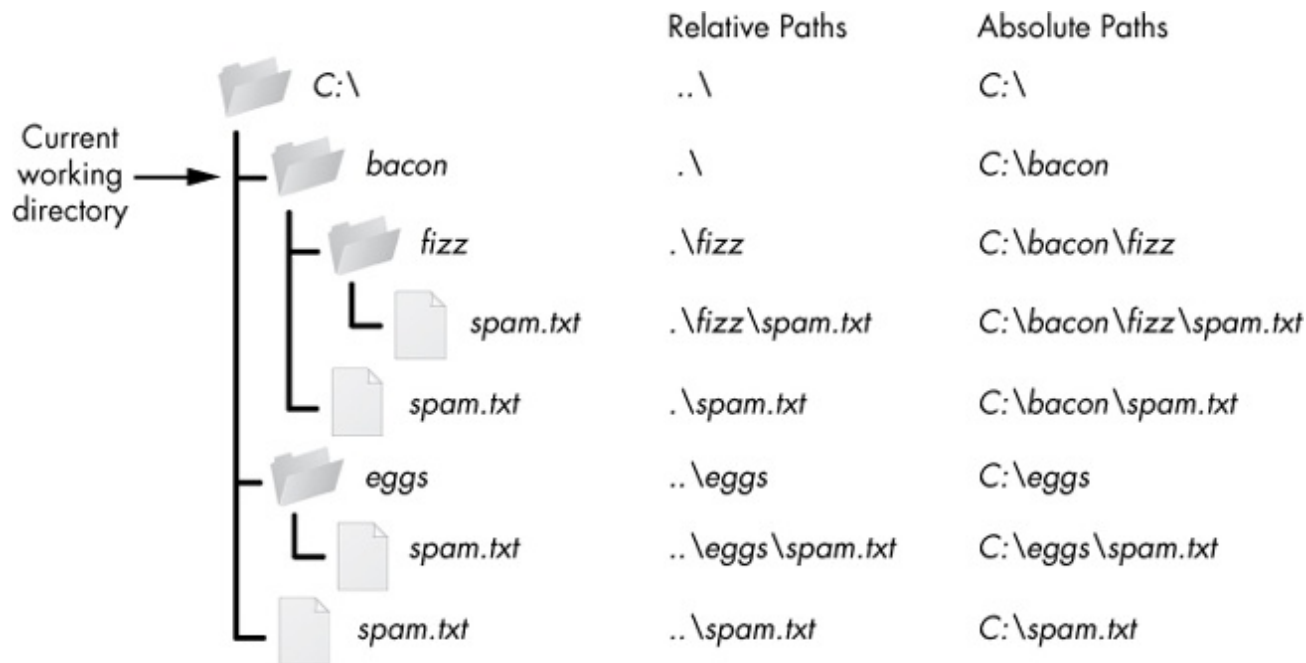 Relative Paths Absolute Paths
C:\ ..\ C:\
Current
working
directory
bacon .\ C:\bacon
fizz .\fizz C:\bacon\fizz
spam.txt .\fizz\spam.txt C:\bacon\fizz\spam.txt
spam.txt .\spam.txt C:\bacon\spam.txt
eggs ..\eggs C:\eggs
spam.txt ..\eggs\spam.txt C:\eggs\spam.txt
spam.txt ..\spam.txt C:\spam.txt